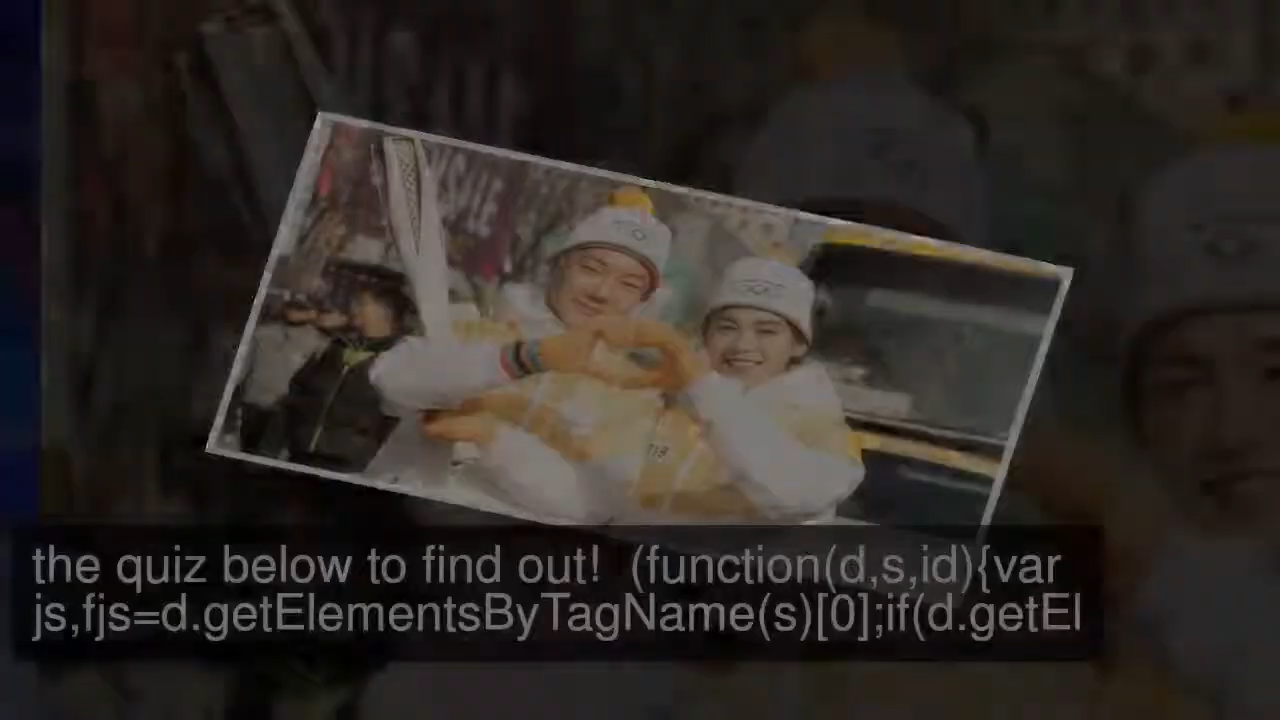 the quiz below to find out!  (function(d,s,id){var
js,fjs=d.getElementsByTagName(s)[0];if(d.getEl